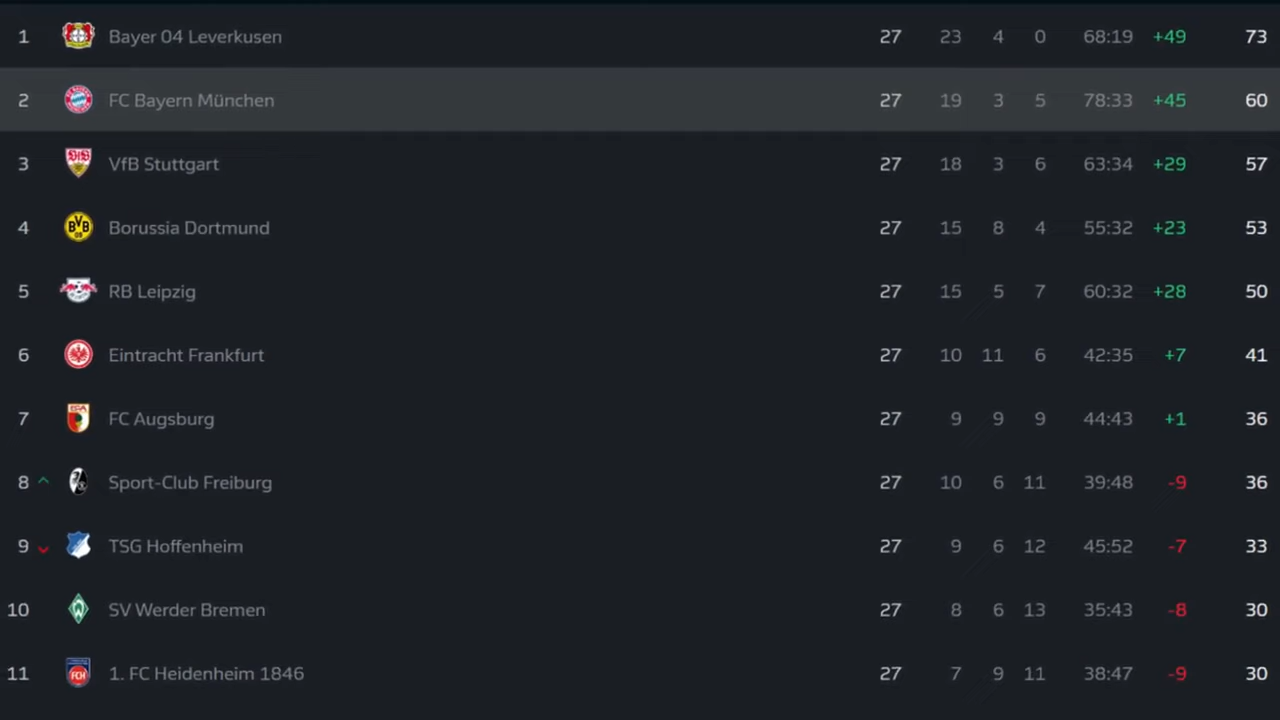 1 Bayer 04 Leverkusen 27 23 4 0 68:19 +49 73
2 FC Bayern München 27 19 3 5 78:33 +45 60
3 VfB Stuttgart 27 18 3 6 63:34 +29 57
4 BVB 09 Borussia Dortmund 27 15 8 4 55:32 +23 53
5 RB Leipzig 27 15 5 7 60:32 +28 50
6 Eintracht Frankfurt 27 10 11 6 42:35 +7 41
7 FC Augsburg 27 9 9 9 44:43 +1 36
8 Sport-Club Freiburg 27 10 6 11 39:48 -9 36
9 TSG Hoffenheim 27 9 6 12 45:52 -7 33
10 W SV Werder Bremen 27 8 6 13 35:43 -8 30
11 FCH 1. FC Heidenheim 1846 27 7 9 11 38:47 -9 30